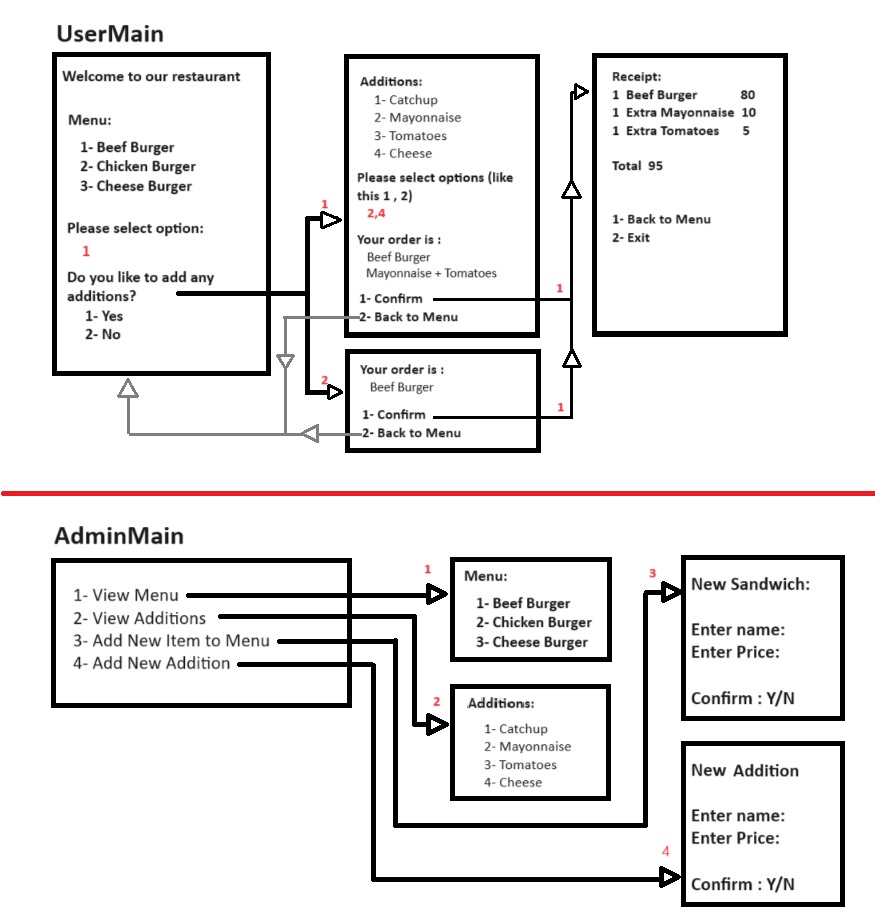 UserMain
Welcome to our restaurant
Menu:
1- Beef Burger
2- Chicken Burger
3- Cheese Burger
Please select option:
1
Do you like to add any
additions?
1- Yes
2- No
1
2
Additions:
1- Catchup
2- Mayonnaise
3- Tomatoes
4- Cheese
Please select options (like
this 1 , 2)
2,4
Your order is :
Beef Burger
Mayonnaise + Tomatoes
1- Confirm
2- Back to Menu
1
Your order is :
Beef Burger
1- Confirm
2- Back to Menu
1
Receipt:
1 Beef Burger 80
1 Extra Mayonnaise 10
1 Extra Tomatoes 5
Total 95
1- Back to Menu
2- Exit
AdminMain
1- View Menu
2- View Additions
3- Add New Item to Menu
4- Add New Addition
1
Menu:
1- Beef Burger
2- Chicken Burger
3- Cheese Burger
2
Additions:
1- Catchup
2- Mayonnaise
3- Tomatoes
4- Cheese
3
New Sandwich:
Enter name:
Enter Price:
Confirm : Y/N
4
New Addition
Enter name:
Enter Price:
Confirm : Y/N